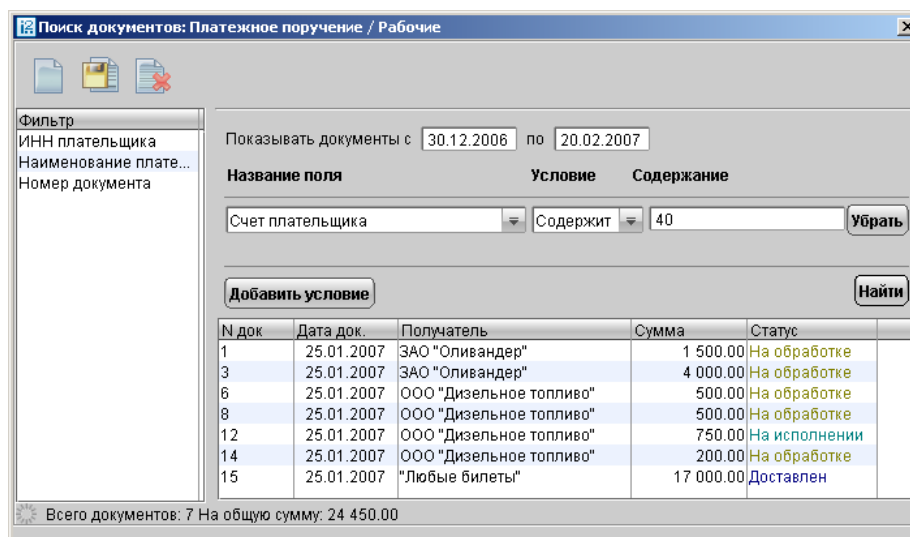 Поиск документов: Платежное поручение / Рабочие
Фильтр
ИНН плательщика
Наименование плате...
Номер документа
Показывать документы с 30.12.2006 по 20.02.2007
Название поля Условие Содержание
Счет плательщика Содержит 40 Убрать
Добавить условие Найти
N док Дата док. Получатель Сумма Статус
1 25.01.2007 ЗАО "Оливандер" 1 500.00 На обработке
3 25.01.2007 ЗАО "Оливандер" 4 000.00 На обработке
6 25.01.2007 ООО "Дизельное топливо" 500.00 На обработке
8 25.01.2007 ООО "Дизельное топливо" 500.00 На обработке
12 25.01.2007 ООО "Дизельное топливо" 750.00 На исполнении
14 25.01.2007 ООО "Дизельное топливо" 200.00 На обработке
15 25.01.2007 "Любые билеты" 17 000.00 Доставлен
Всего документов: 7 На общую сумму: 24 450.00